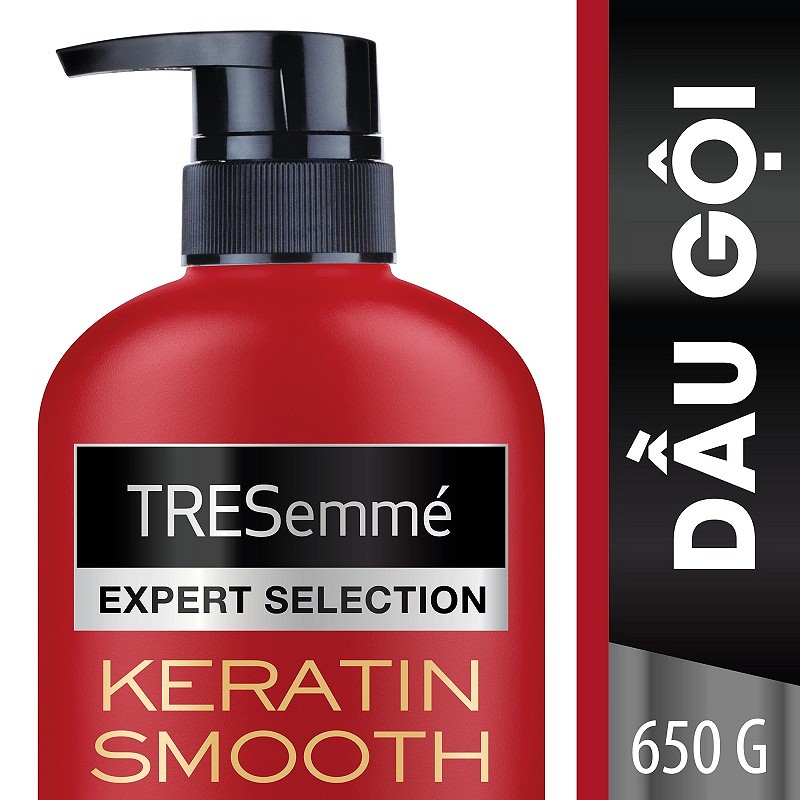 TRESemmé
EXPERT SELECTION
KERATIN
SMOOTH
DẦU GỘI
650 G